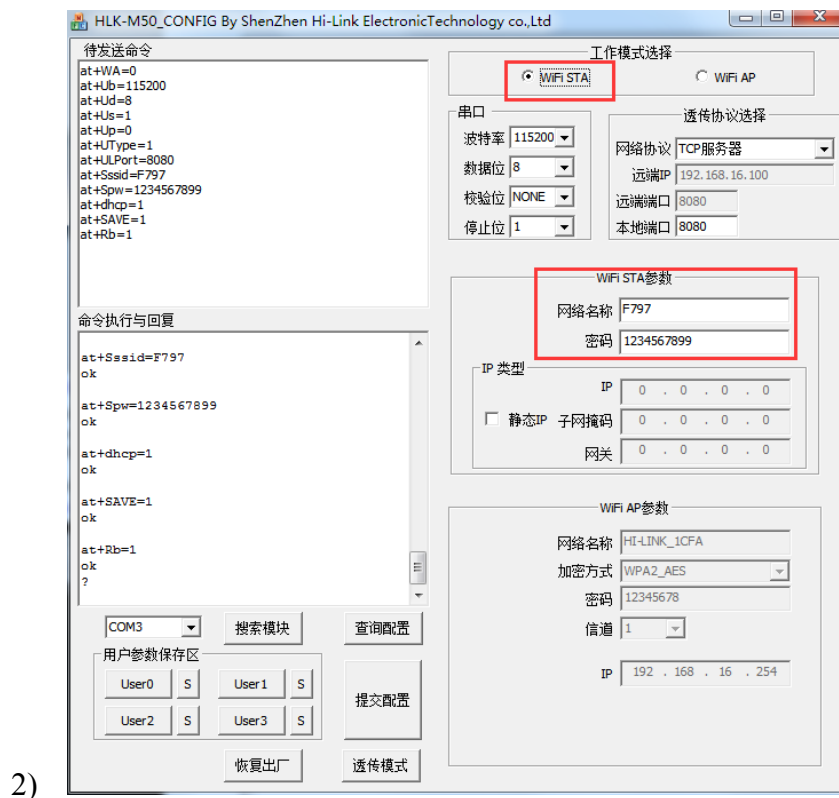 HLK-M50_CONFIG By ShenZhen Hi-Link ElectronicTechnology co.,Ltd
待发送命令
at+WA=0
at+Ub=115200
at+Ud=8
at+Us=1
at+Up=0
at+UType=1
at+ULPort=8080
at+Sssid=F797
at+Spw=1234567899
at+dhcp=1
at+SAVE=1
at+Rb=1
命令执行与回复
at+Sssid=F797
ok
at+Spw=1234567899
ok
at+dhcp=1
ok
at+SAVE=1
ok
at+Rb=1
ok
?
COM3 搜索模块 查询配置
用户参数保存区
User0 S User1 S
User2 S User3 S
提交配置
恢复出厂 透传模式
工作模式选择
WiFi STA WiFi AP
串口
波特率 115200
数据位 8
校验位 NONE
停止位 1
透传协议选择
网络协议 TCP服务器
远端IP 192.168.16.100
远端端口 8080
本地端口 8080
WiFi STA参数
网络名称 F797
密码 1234567899
IP 类型
IP 0 . 0 . 0 . 0
静态IP 子网掩码 0 . 0 . 0 . 0
网关 0 . 0 . 0 . 0
WiFi AP参数
网络名称 HI-LINK_1CFA
加密方式 WPA2_AES
密码 12345678
信道 1
IP 192 . 168 . 16 . 254
2)